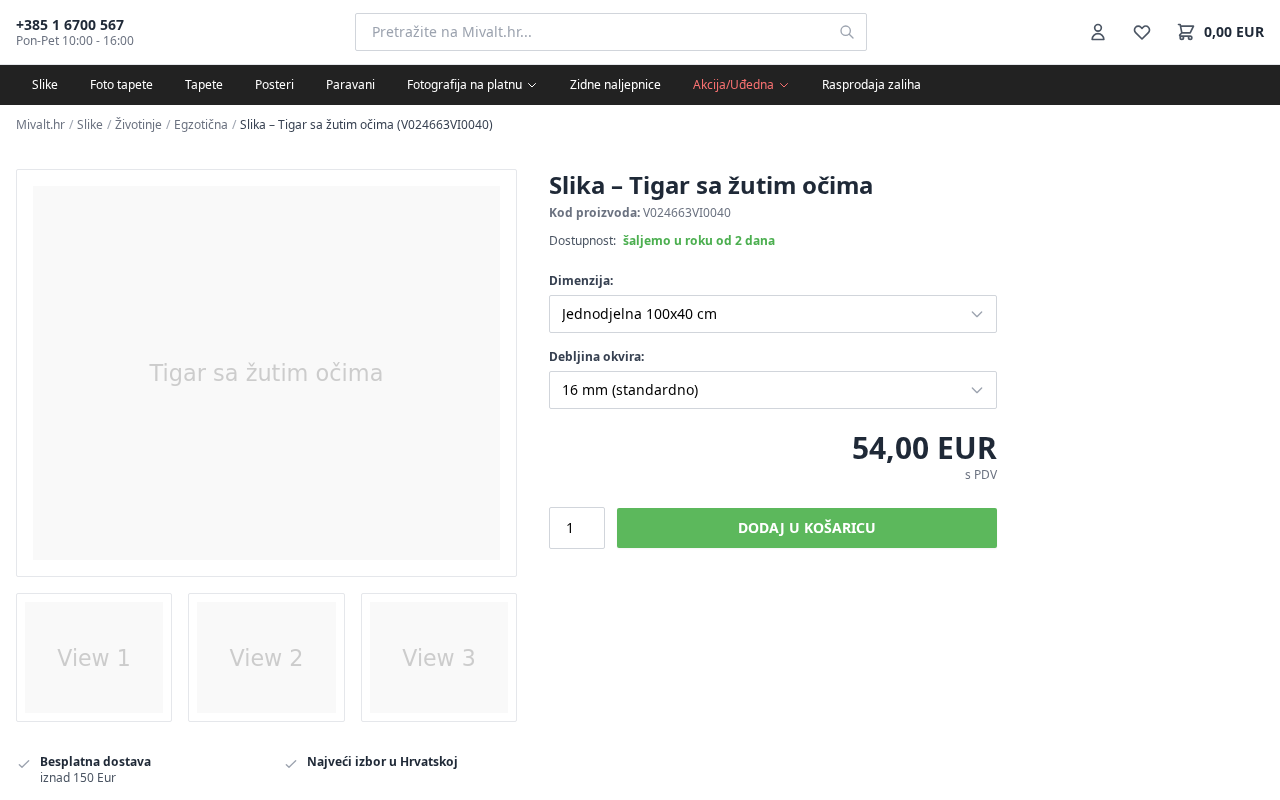 +385 1 6700 567
Pon-Pet 10:00 - 16:00
Pretražite na Mivalt.hr...
0,00 EUR
Slike
Foto tapete
Tapete
Posteri
Paravani
Fotografija na platnu
Zidne naljepnice
Akcija/Uđedna
Rasprodaja zaliha
Mivalt.hr / Slike / Životinje / Egzotična / Slika – Tigar sa žutim očima (V024663VI0040)
Tigar sa žutim očima
View 1
View 2
View 3
Besplatna dostava
iznad 150 Eur
Najveći izbor u Hrvatskoj
Slika – Tigar sa žutim očima
Kod proizvoda: V024663VI0040
Dostupnost: šaljemo u roku od 2 dana
Dimenzija:
Jednodjelna 100x40 cm
Debljina okvira:
16 mm (standardno)
54,00 EUR
s PDV
1
DODAJ U KOŠARICU